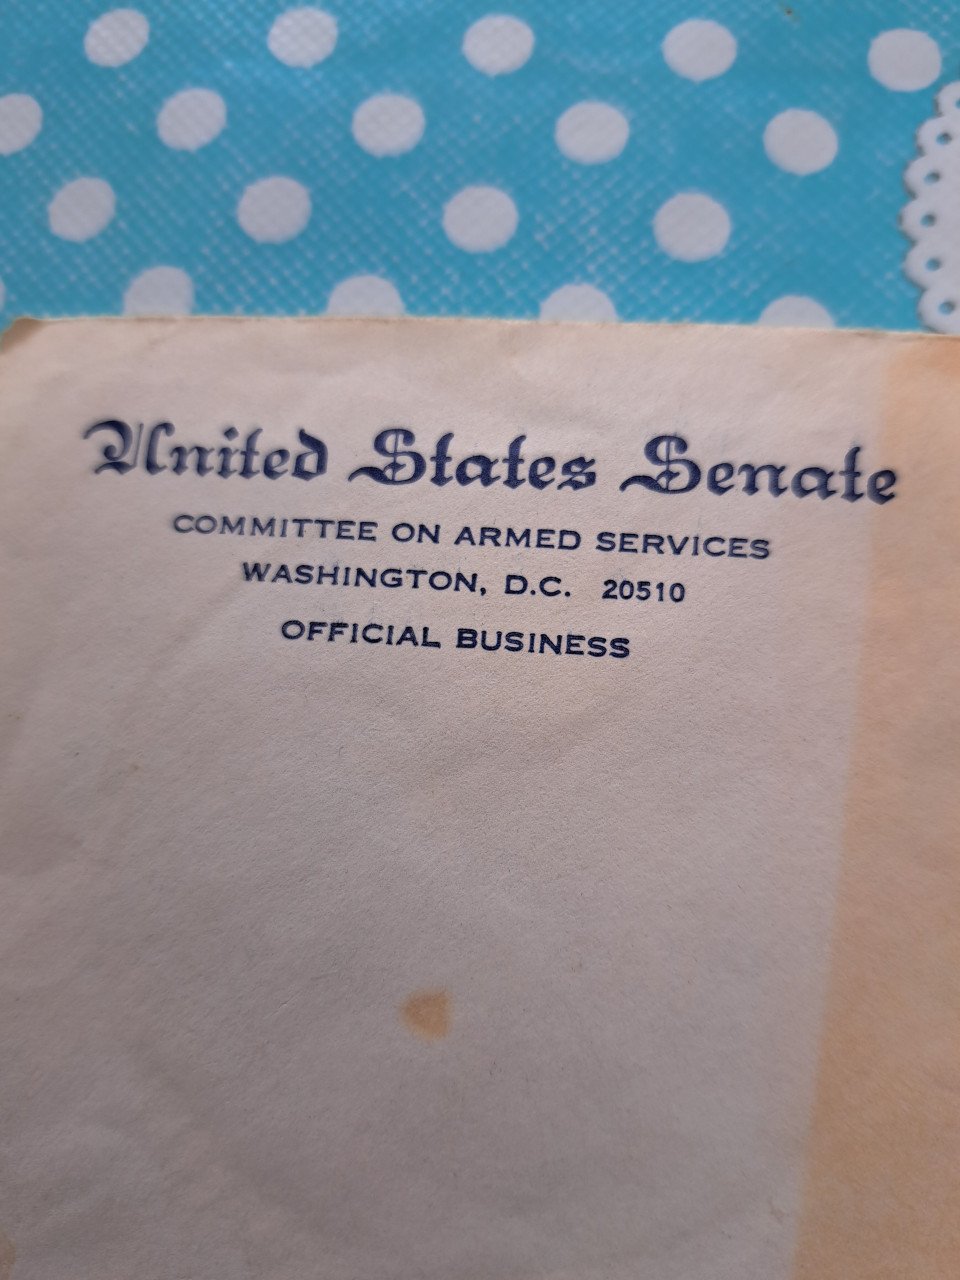 United States Senate
COMMITTEE ON ARMED SERVICES
WASHINGTON, D.C. 20510
OFFICIAL BUSINESS